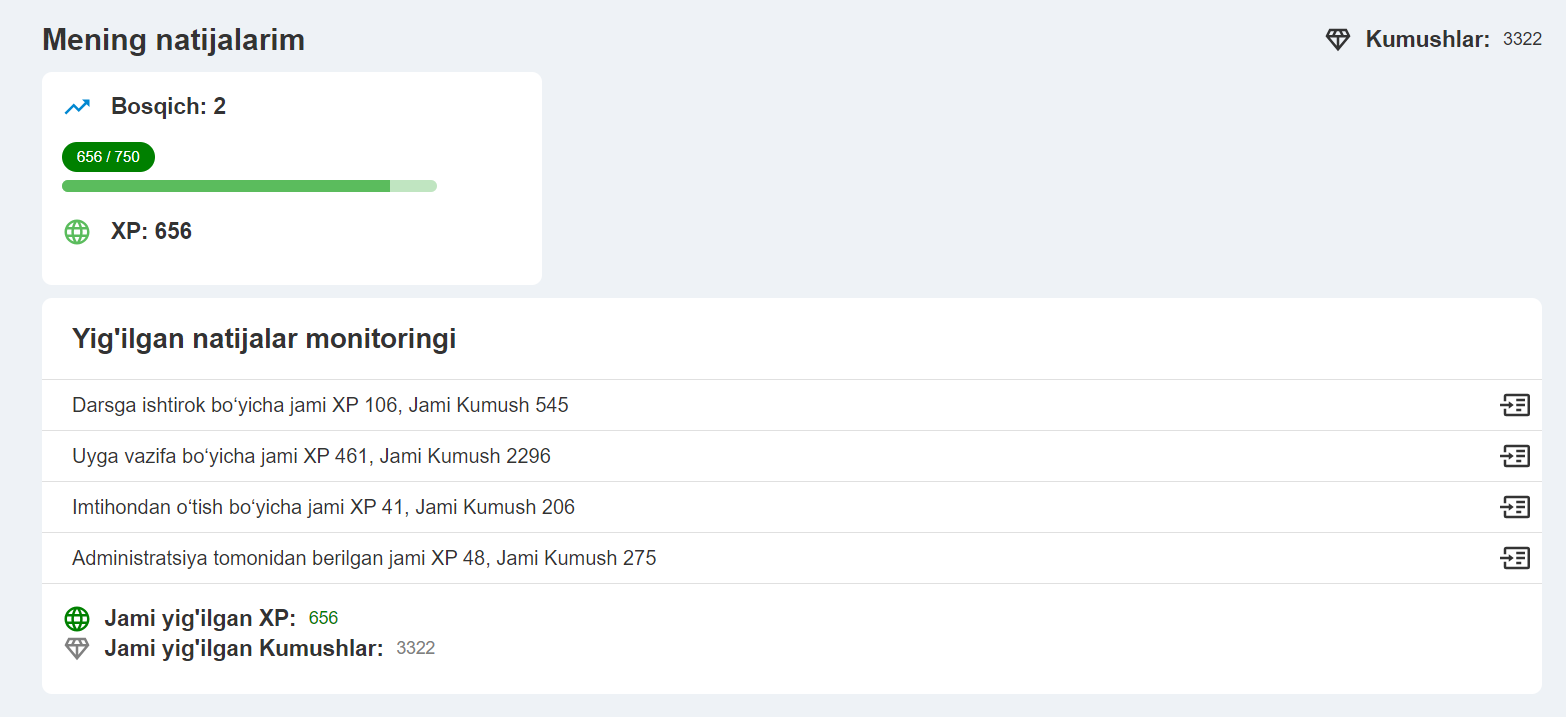 Mening natijalarim
Kumushlar: 3322
Bosqich: 2
656 / 750
XP: 656
Yig'ilgan natijalar monitoringi
Darsga ishtirok bo‘yicha jami XP 106, Jami Kumush 545
Uyga vazifa bo‘yicha jami XP 461, Jami Kumush 2296
Imtihondan o‘tish bo‘yicha jami XP 41, Jami Kumush 206
Administratsiya tomonidan berilgan jami XP 48, Jami Kumush 275
Jami yig'ilgan XP: 656
Jami yig'ilgan Kumushlar: 3322